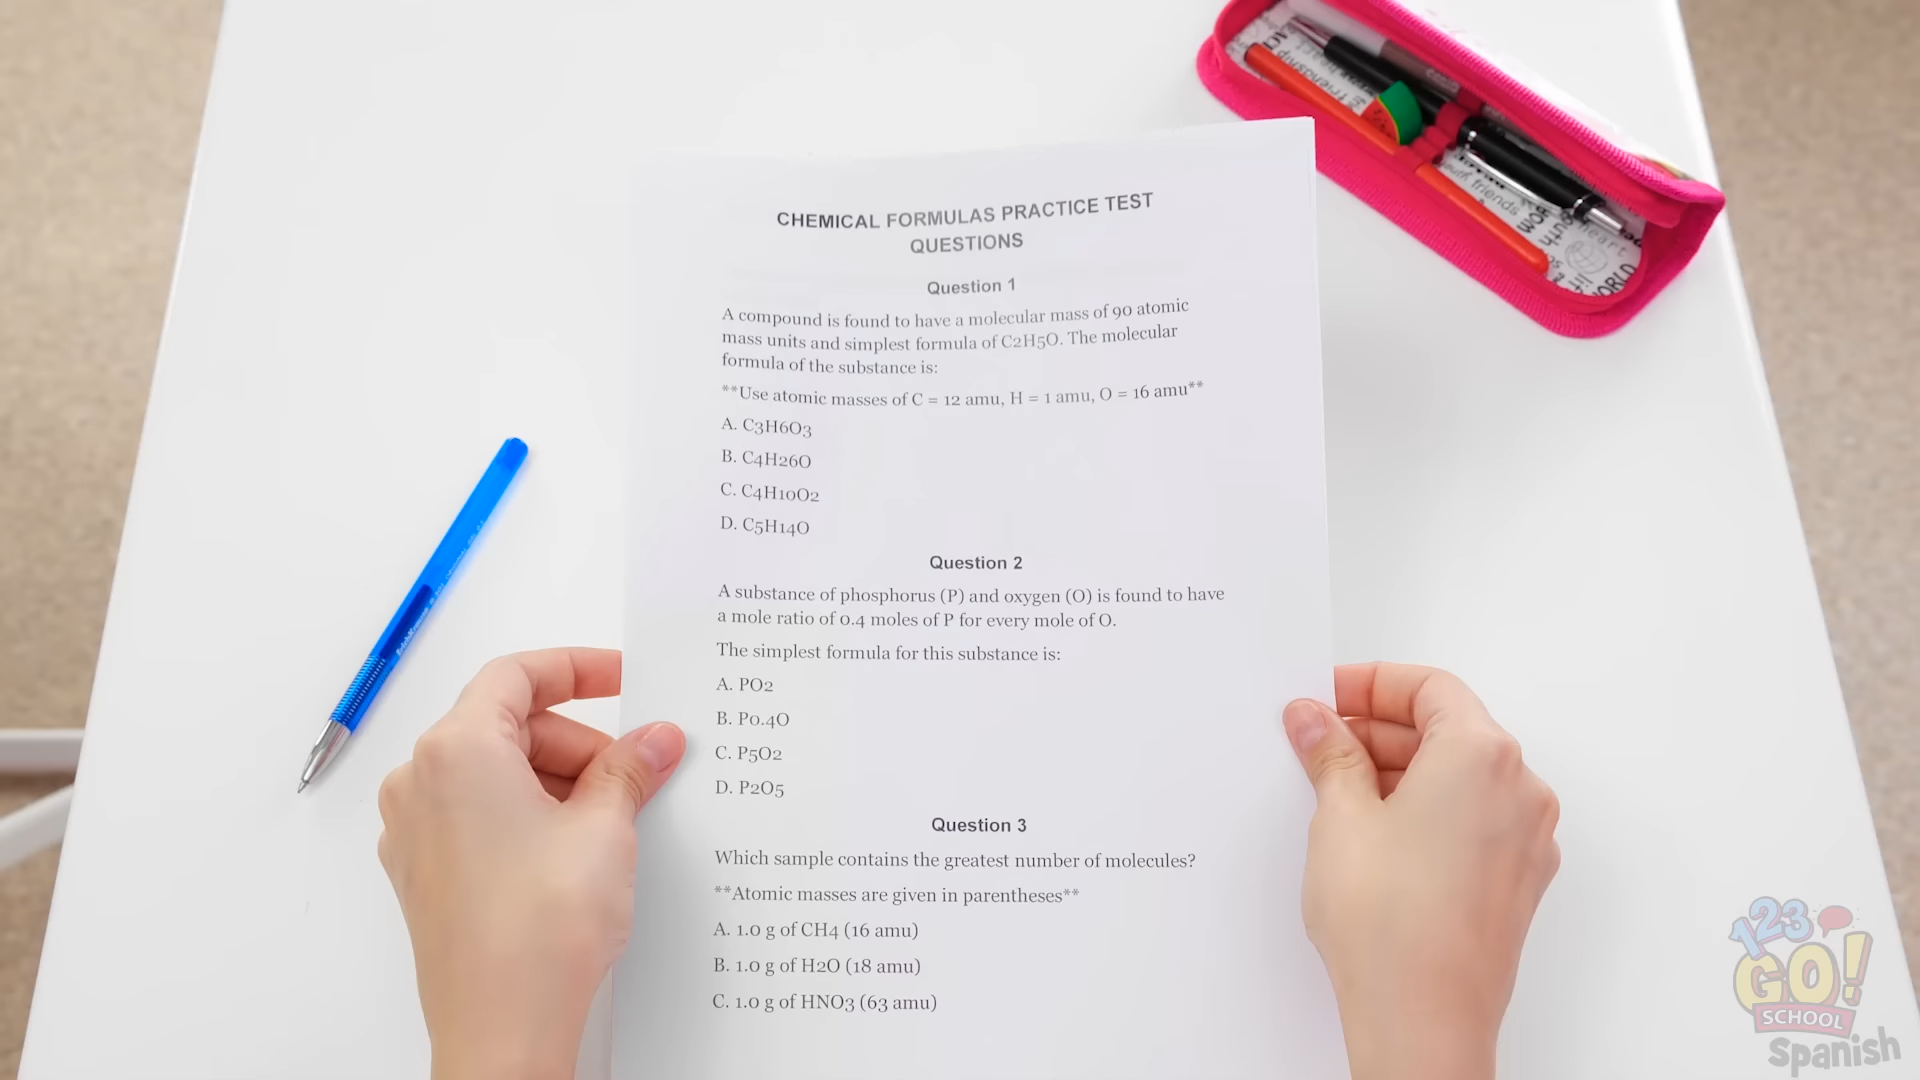 CHEMICAL FORMULAS PRACTICE TEST
QUESTIONS
Question 1
A compound is found to have a molecular mass of 90 atomic
mass units and simplest formula of C2H5O. The molecular
formula of the substance is:
**Use atomic masses of C = 12 amu, H = 1 amu, O = 16 amu**
A. C3H6O3
B. C4H26O
C. C4H10O2
D. C5H14O
Question 2
A substance of phosphorus (P) and oxygen (O) is found to have
a mole ratio of 0.4 moles of P for every mole of O.
The simplest formula for this substance is:
A. PO2
B. P0.4O
C. P5O2
D. P2O5
Question 3
Which sample contains the greatest number of molecules?
**Atomic masses are given in parentheses**
A. 1.0 g of CH4 (16 amu)
B. 1.0 g of H2O (18 amu)
C. 1.0 g of HNO3 (63 amu)
friendship
friends
heart
WORLD
123
GO!
SCHOOL
Spanish